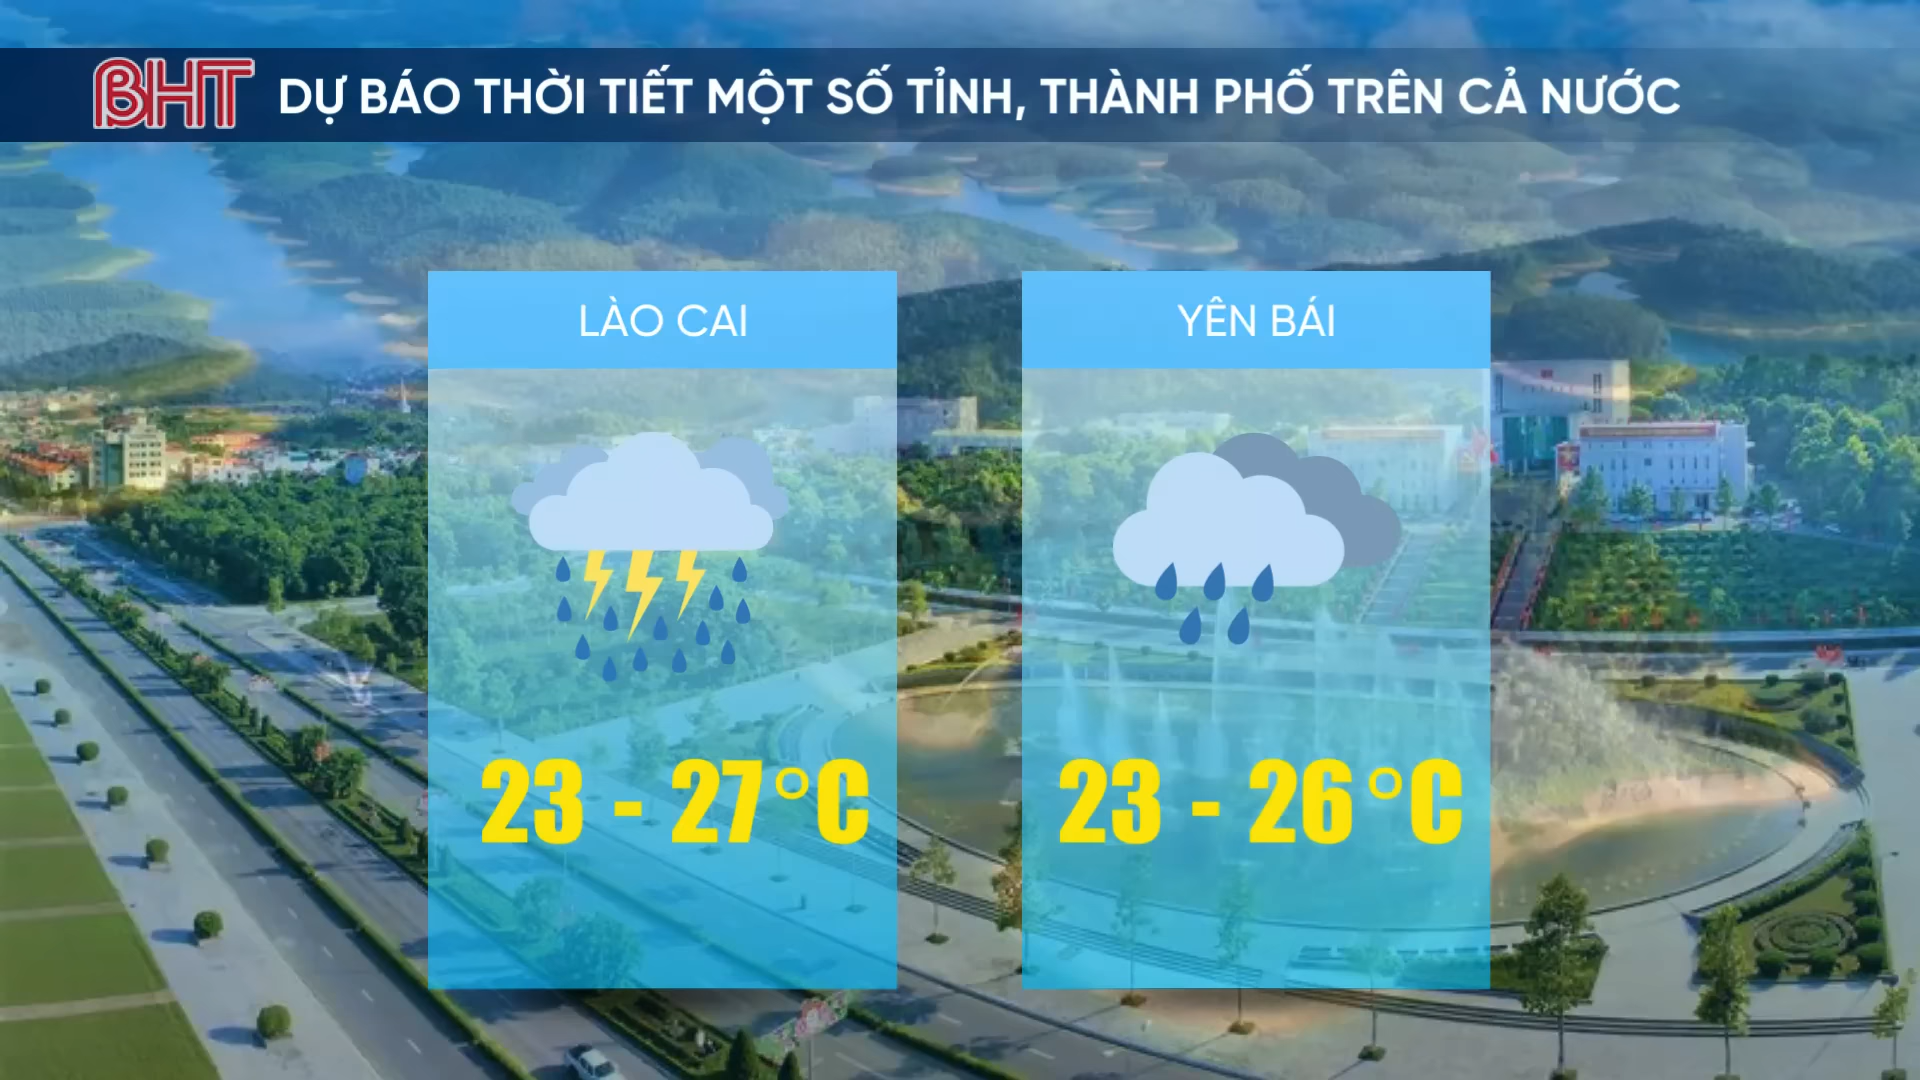 BHT
DỰ BÁO THỜI TIẾT MỘT SỐ TỈNH, THÀNH PHỐ TRÊN CẢ NƯỚC
LÀO CAI
23 - 27°C
YÊN BÁI
23 - 26°C